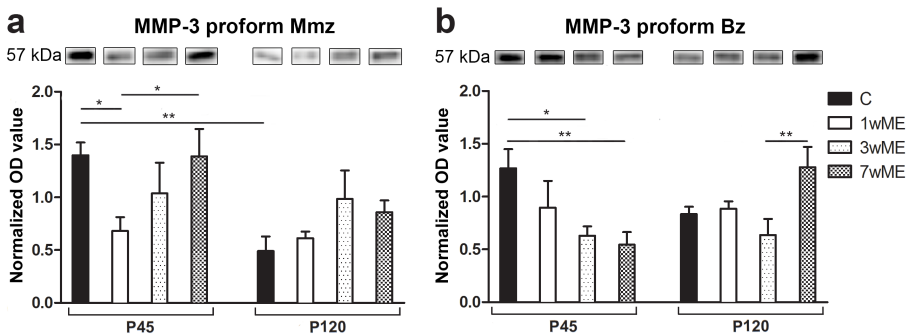 a
MMP-3 proform Mmz
57 kDa
Normalized OD value
2.0
1.5
1.0
0.5
0.0
*
*
**
P45
P120
b
MMP-3 proform Bz
57 kDa
Normalized OD value
2.0
1.5
1.0
0.5
0.0
*
**
**
P45
P120
C
1wME
3wME
7wME